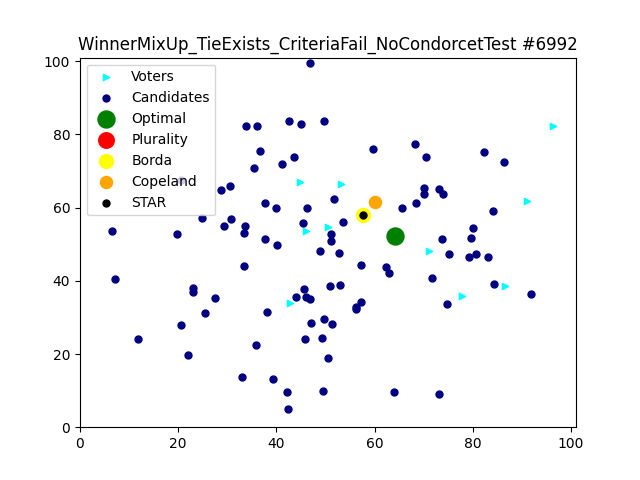 WinnerMixUp_TieExists_CriteriaFail_NoCondorcetTest #6992
Voters
Candidates
Optimal
Plurality
Borda
Copeland
STAR
100
80
60
40
20
0
0 20 40 60 80 100